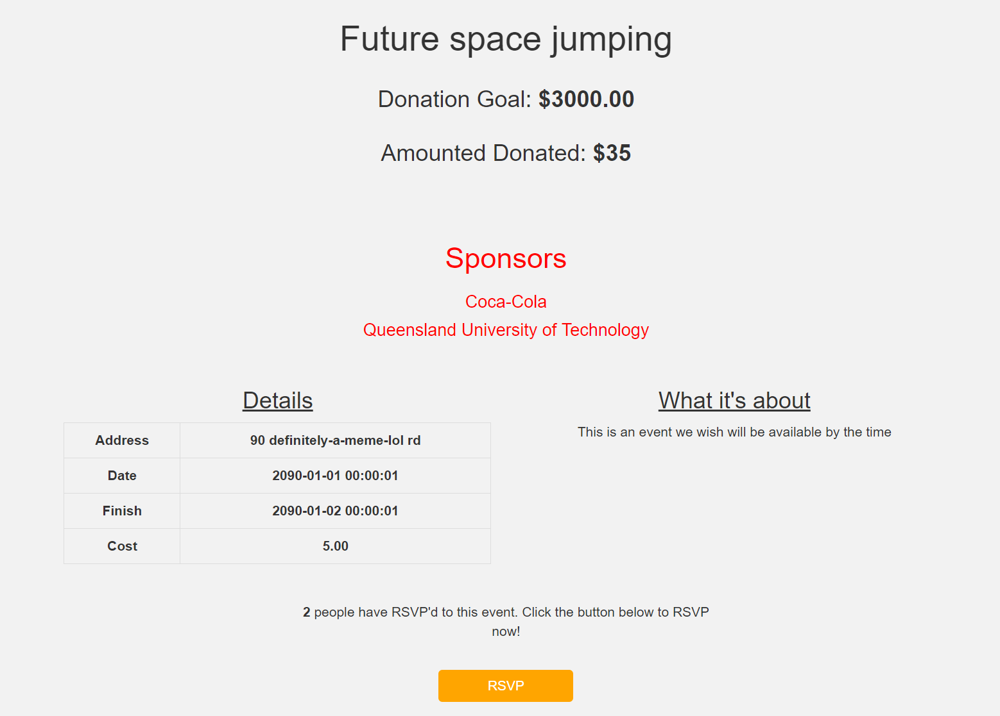 Future space jumping
Donation Goal: $3000.00
Amounted Donated: $35
Sponsors
Coca-Cola
Queensland University of Technology
Details
Address 90 definitely-a-meme-lol rd
Date 2090-01-01 00:00:01
Finish 2090-01-02 00:00:01
Cost 5.00
What it's about
This is an event we wish will be available by the time
2 people have RSVP'd to this event. Click the button below to RSVP
now!
RSVP